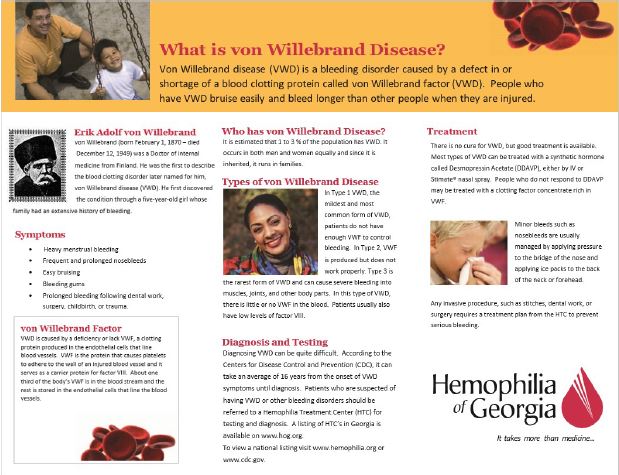 What is von Willebrand Disease?
Von Willebrand disease (VWD) is a bleeding disorder caused by a defect in or
shortage of a blood clotting protein called von Willebrand factor (VWD). People who
have VWD bruise easily and bleed longer than other people when they are injured.
Erik Adolf von Willebrand
von Willebrand (born February 1, 1870 – died
December 12, 1949) was a Doctor of internal
medicine from Finland. He was the first to describe
the blood clotting disorder later named for him,
von Willebrand disease (VWD). He first discovered
the condition through a five-year-old girl whose
family had an extensive history of bleeding.
Symptoms
• Heavy menstrual bleeding
• Frequent and prolonged nosebleeds
• Easy bruising
• Bleeding gums
• Prolonged bleeding following dental work,
surgery, childbirth, or trauma.
von Willebrand Factor
VWD is caused by a deficiency or lack VWF, a clotting
protein produced in the endothelial cells that line
blood vessels. VWF is the protein that causes platelets
to adhere to the wall of an injured blood vessel and it
serves as a carrier protein for factor VIII. About one
third of the body's VWF is in the blood stream and the
rest is stored in the endothelial cells that line the blood
vessels.
Who has von Willebrand Disease?
It is estimated that 1 to 3 % of the population has VWD. It
occurs in both men and women equally and since it is
inherited, it runs in families.
Types of von Willebrand Disease
In Type 1 VWD, the
mildest and most
common form of VWD,
patients do not have
enough VWF to control
bleeding. In Type 2, VWF
is produced but does not
work properly. Type 3 is
the rarest form of VWD and can cause severe bleeding into
muscles, joints, and other body parts. In this type of VWD,
there is little or no VWF in the blood. Patients usually also
have low levels of factor VIII.
Diagnosis and Testing
Diagnosing VWD can be quite difficult. According to the
Centers for Disease Control and Prevention (CDC), it can
take an average of 16 years from the onset of VWD
symptoms until diagnosis. Patients who are suspected of
having VWD or other bleeding disorders should be
referred to a Hemophilia Treatment Center (HTC) for
testing and diagnosis. A listing of HTC's in Georgia is
available on www.hog.org.
To view a national listing visit www.hemophilia.org or
www.cdc.gov.
Treatment
There is no cure for VWD, but good treatment is available.
Most types of VWD can be treated with a synthetic hormone
called Desmopressin Acetate (DDAVP), either by IV or
Stimate® nasal spray. People who do not respond to DDAVP
may be treated with a clotting factor concentrate rich in
VWF.
Minor bleeds such as
nosebleeds are usually
managed by applying pressure
to the bridge of the nose and
applying ice packs to the back
of the neck or forehead.
Any invasive procedure, such as stitches, dental work, or
surgery requires a treatment plan from the HTC to prevent
serious bleeding.
Hemophilia
of Georgia
It takes more than medicine...